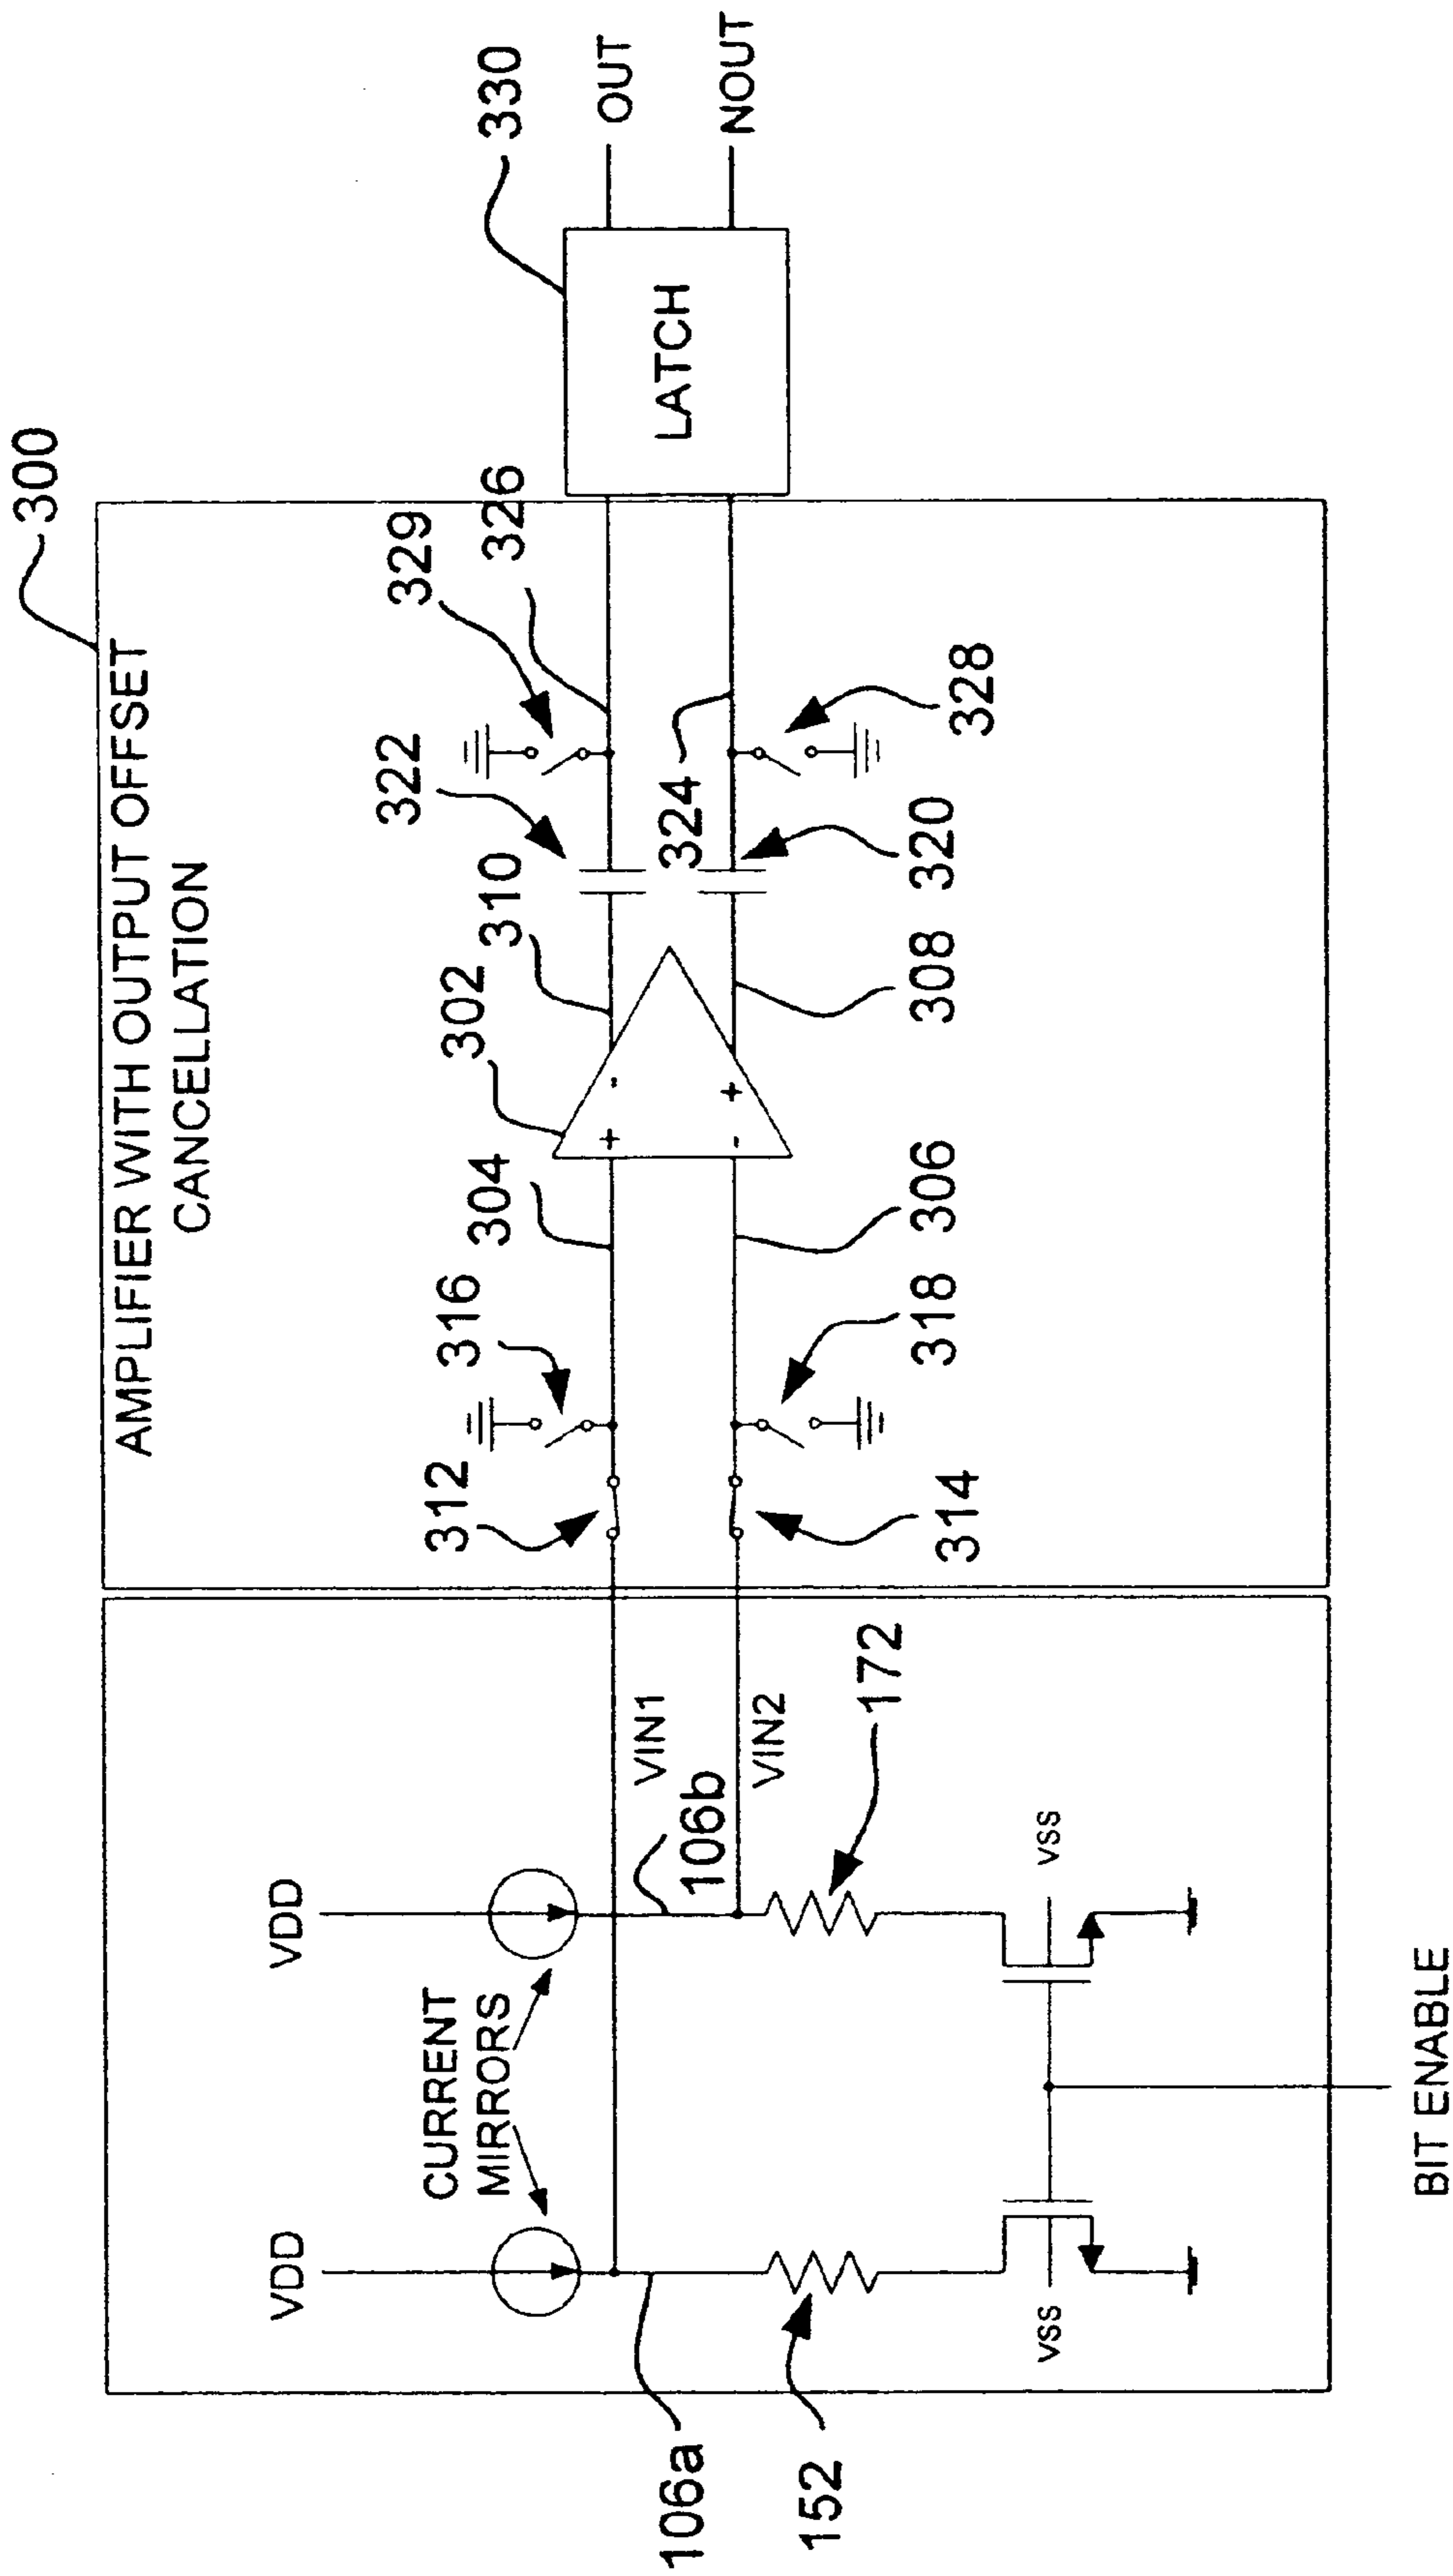 300
AMPLIFIER WITH OUTPUT OFFSET
CANCELLATION
VDD
VDD
CURRENT
MIRRORS
106a
106b
VIN1
VIN2
152
172
VSS
VSS
BIT ENABLE
312
316
304
302
310
322
329
326
314
318
306
308
320
324
328
+
-
-
+
LATCH
330
OUT
NOUT